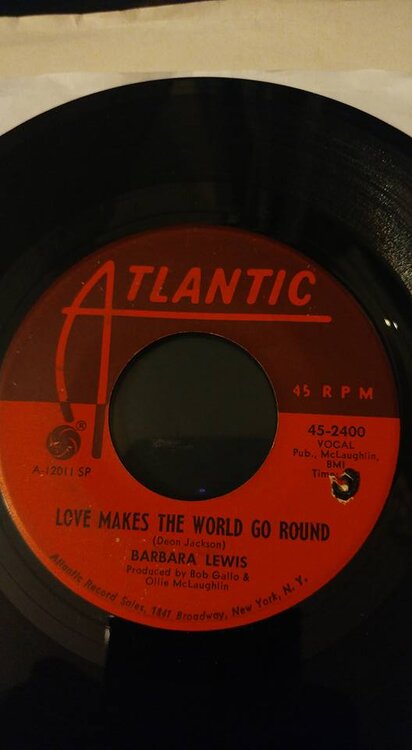 ATLANTIC
45 RPM
®
45-2400
VOCAL
Pub., McLaughlin,
BMI
Time
A-12011 SP
LOVE MAKES THE WORLD GO ROUND
(Deon Jackson)
BARBARA LEWIS
Produced by Bob Gallo &
Ollie McLaughlin
Atlantic Record Sales, 1841 Broadway, New York, N.Y.